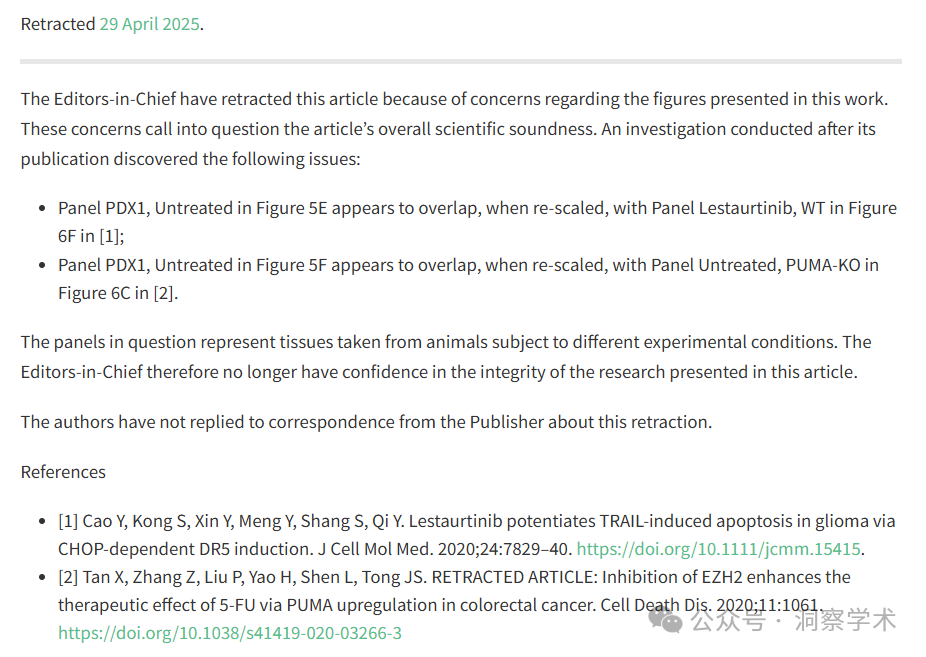 Retracted 29 April 2025.
The Editors-in-Chief have retracted this article because of concerns regarding the figures presented in this work.
These concerns call into question the article's overall scientific soundness. An investigation conducted after its
publication discovered the following issues:
• Panel PDX1, Untreated in Figure 5E appears to overlap, when re-scaled, with Panel Lestaurtinib, WT in Figure
6F in [1];
• Panel PDX1, Untreated in Figure 5F appears to overlap, when re-scaled, with Panel Untreated, PUMA-KO in
Figure 6C in [2].
The panels in question represent tissues taken from animals subject to different experimental conditions. The
Editors-in-Chief therefore no longer have confidence in the integrity of the research presented in this article.
The authors have not replied to correspondence from the Publisher about this retraction.
References
• [1] Cao Y, Kong S, Xin Y, Meng Y, Shang S, Qi Y. Lestaurtinib potentiates TRAIL-induced apoptosis in glioma via
CHOP-dependent DR5 induction. J Cell Mol Med. 2020;24:7829–40. https://doi.org/10.1111/jcmm.15415.
• [2] Tan X, Zhang Z, Liu P, Yao H, Shen L, Tong JS. RETRACTED ARTICLE: Inhibition of EZH2 enhances the
therapeutic effect of 5-FU via PUMA upregulation in colorectal cancer. Cell Death Dis. 2020;11:1061.
https://doi.org/10.1038/s41419-020-03266-3
公众号 · 洞察学术